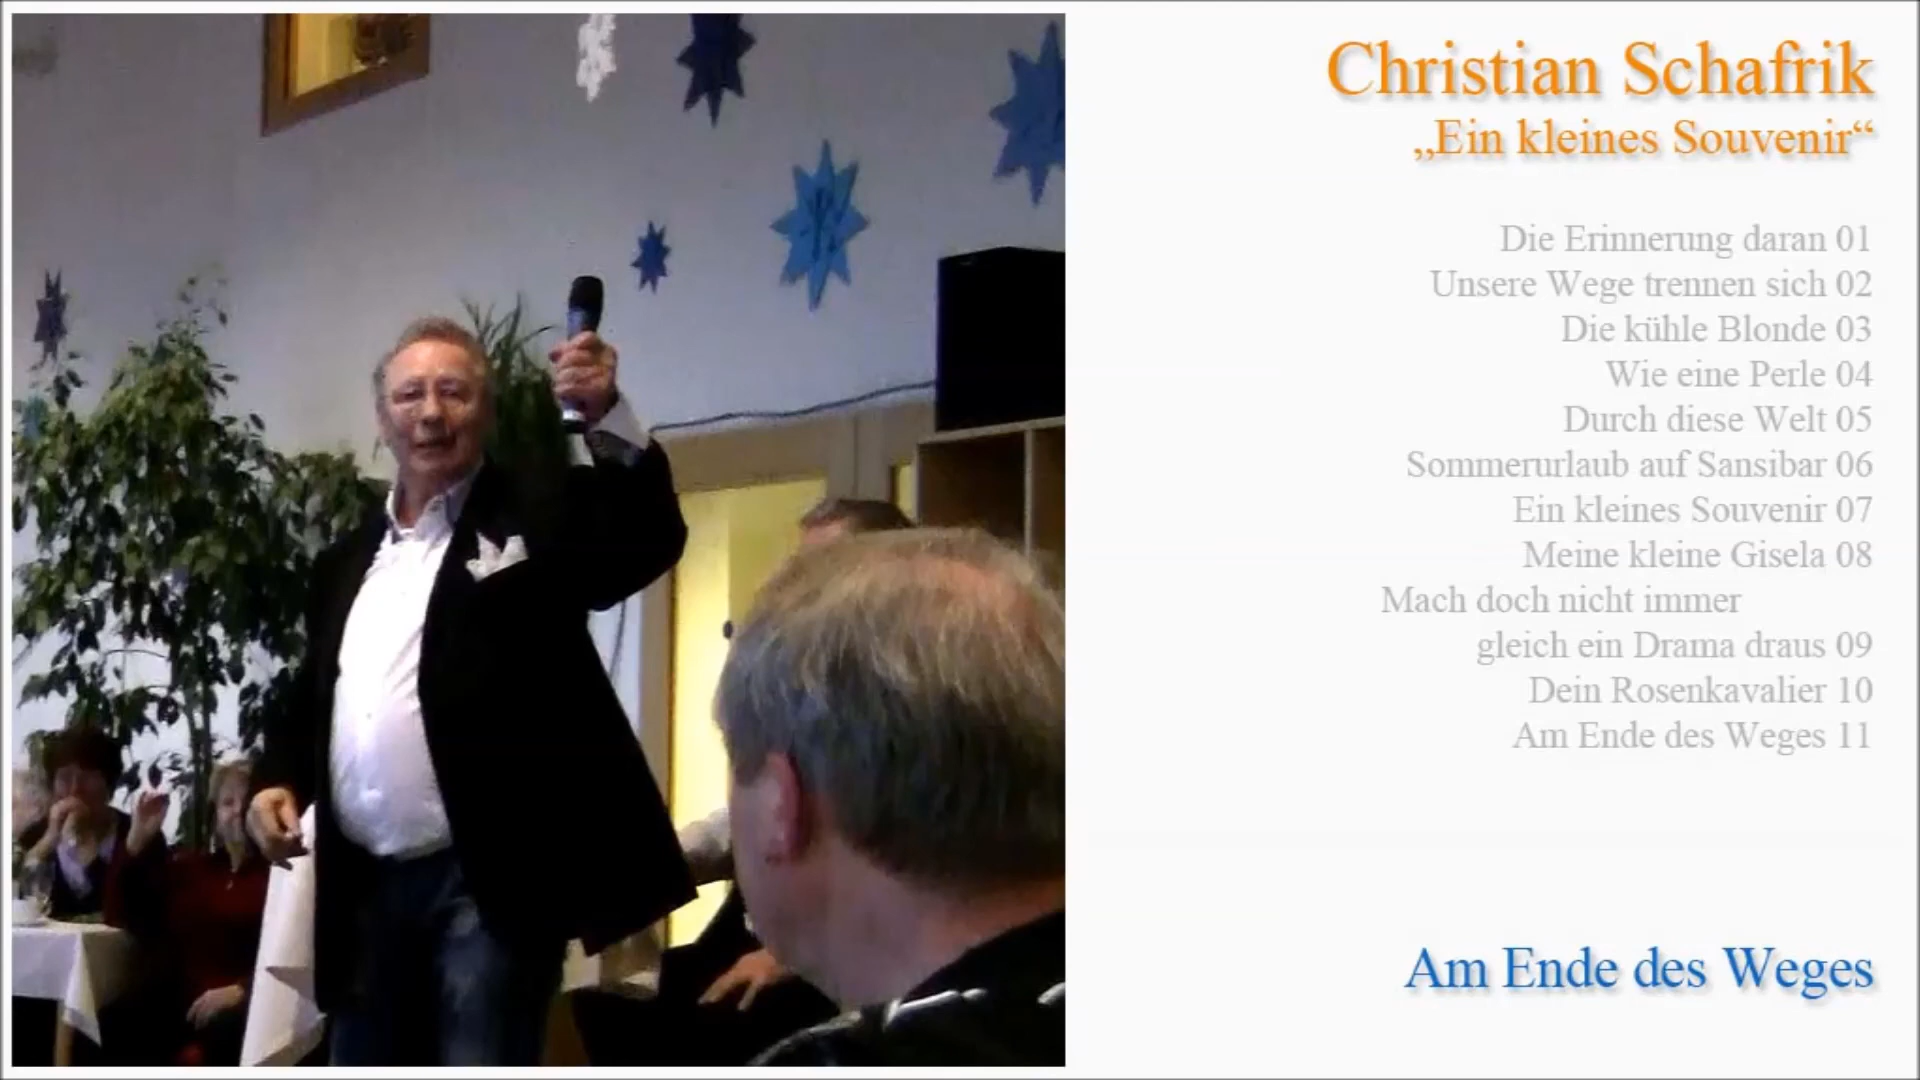 Christian Schafrik
„Ein kleines Souvenir“
Die Erinnerung daran 01
Unsere Wege trennen sich 02
Die kühle Blonde 03
Wie eine Perle 04
Durch diese Welt 05
Sommerurlaub auf Sansibar 06
Ein kleines Souvenir 07
Meine kleine Gisela 08
Mach doch nicht immer
gleich ein Drama draus 09
Dein Rosenkavalier 10
Am Ende des Weges 11
Am Ende des Weges